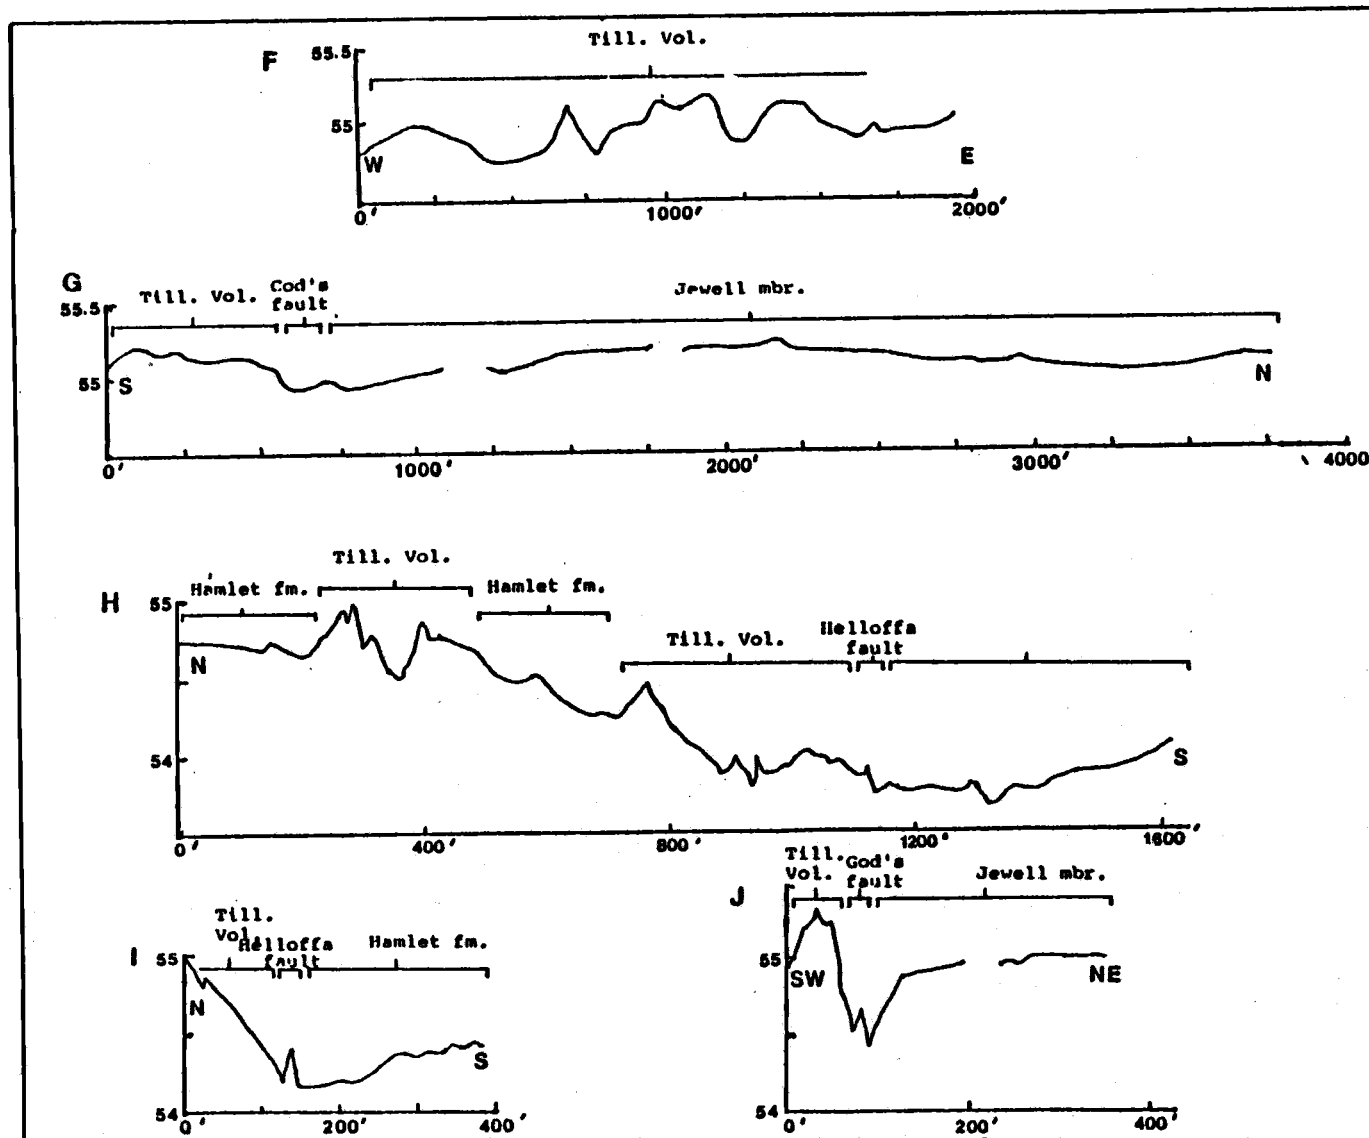 F
55.5
Till. Vol.
55
W
E
0'
1000'
2000'
G
55.5
Till. Vol.
Cod's
fault
Jewell mbr.
55
S
N
0'
1000'
2000'
3000'
4000
H
Till. Vol.
Hamlet fm.
Hamlet fm.
55
Till. Vol.
Helloffa
fault
N
54
S
0'
400'
800'
1200'
1600'
I
Till.
Vol.
Helloffa
fault
Hamlet fm.
55
N
S
54
0'
200'
400'
J
Till.
Vol.
God's
fault
Jewell mbr.
55
SW
NE
54
0'
200'
400'